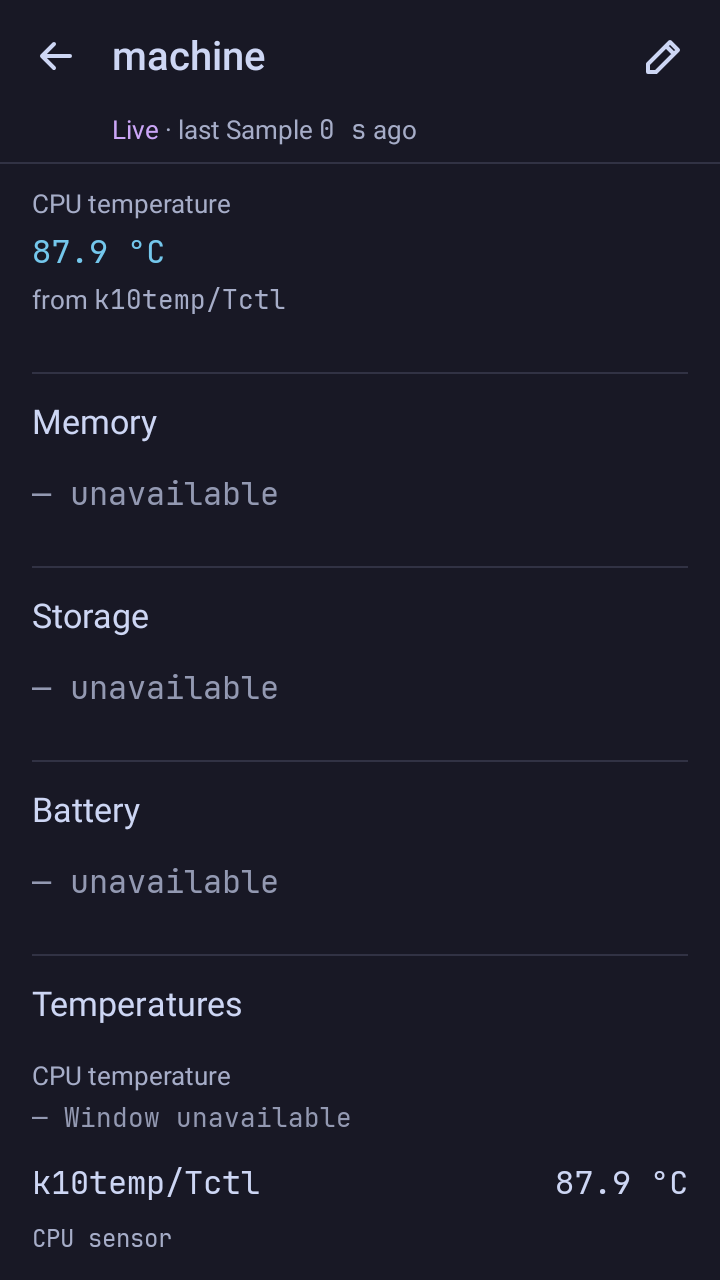 machine
Live · last Sample 0 s ago
CPU temperature
87.9 °C
from k10temp/Tctl
Memory
— unavailable
Storage
— unavailable
Battery
— unavailable
Temperatures
CPU temperature
— Window unavailable
k10temp/Tctl 87.9 °C
CPU sensor